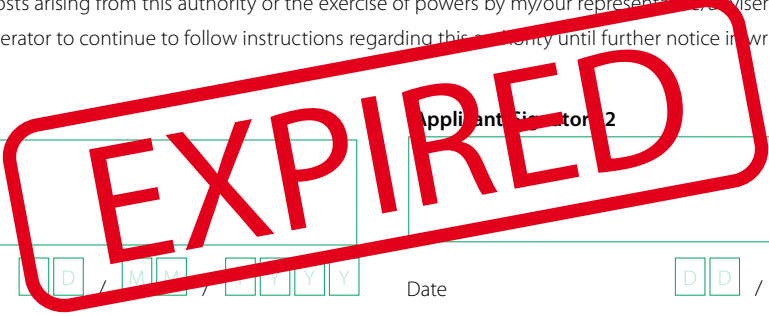 osts arising from this authority or the exercise of powers by my/our representative/adviser
erator to continue to follow instructions regarding this authority until further notice in wr
Applicant Signatory 2
EXPIRED
D D / M M / Y Y Y Y
Date
D D /